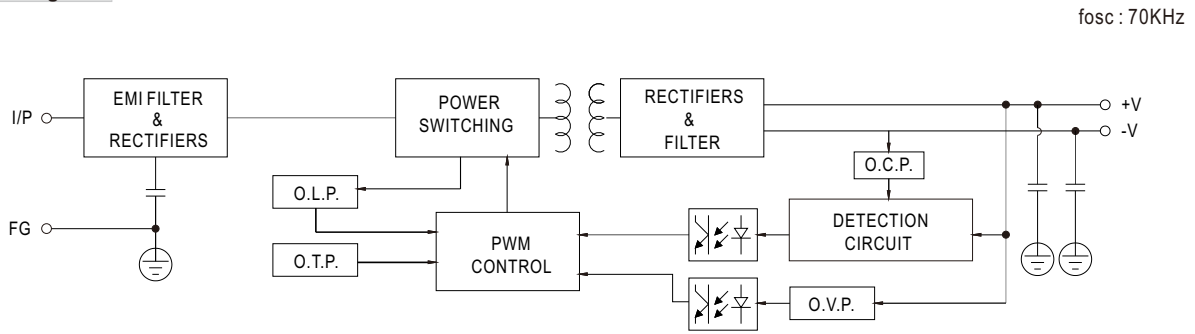 fosc : 70KHz
I/P
EMI FILTER
&
RECTIFIERS
POWER
SWITCHING
RECTIFIERS
&
FILTER
+V
-V
O.C.P.
O.L.P.
FG
PWM
CONTROL
DETECTION
CIRCUIT
O.T.P.
O.V.P.